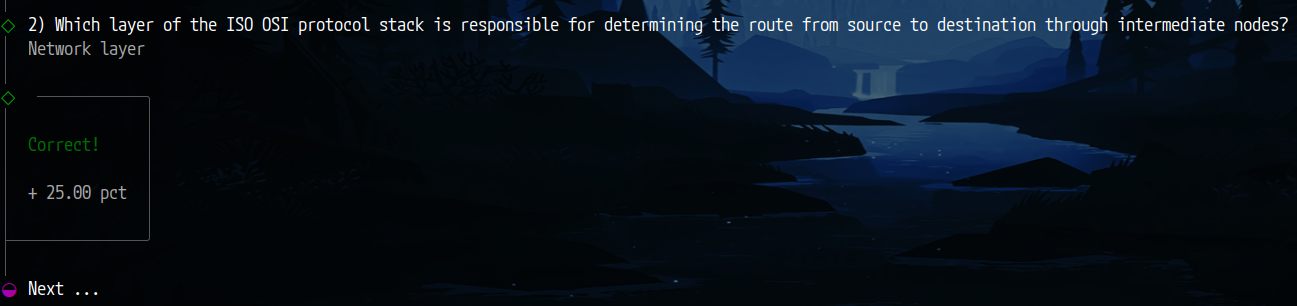 2) Which layer of the ISO OSI protocol stack is responsible for determining the route from source to destination through intermediate nodes?
Network layer
Correct!
+ 25.00 pct
Next ...